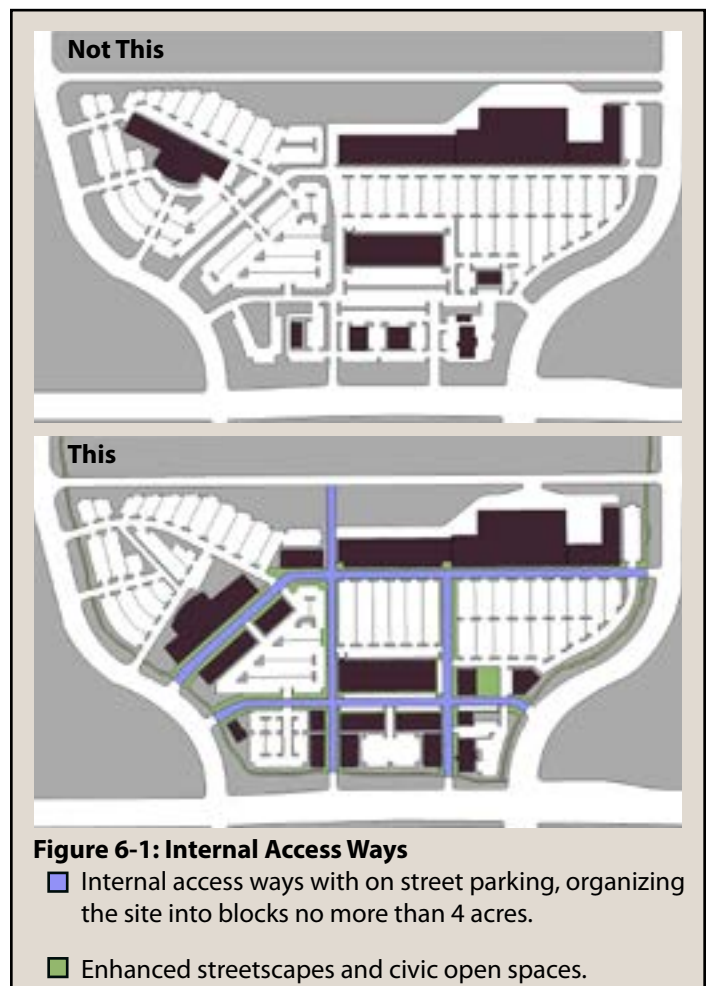 Not This
This
Figure 6-1: Internal Access Ways
Internal access ways with on street parking, organizing
the site into blocks no more than 4 acres.
Enhanced streetscapes and civic open spaces.